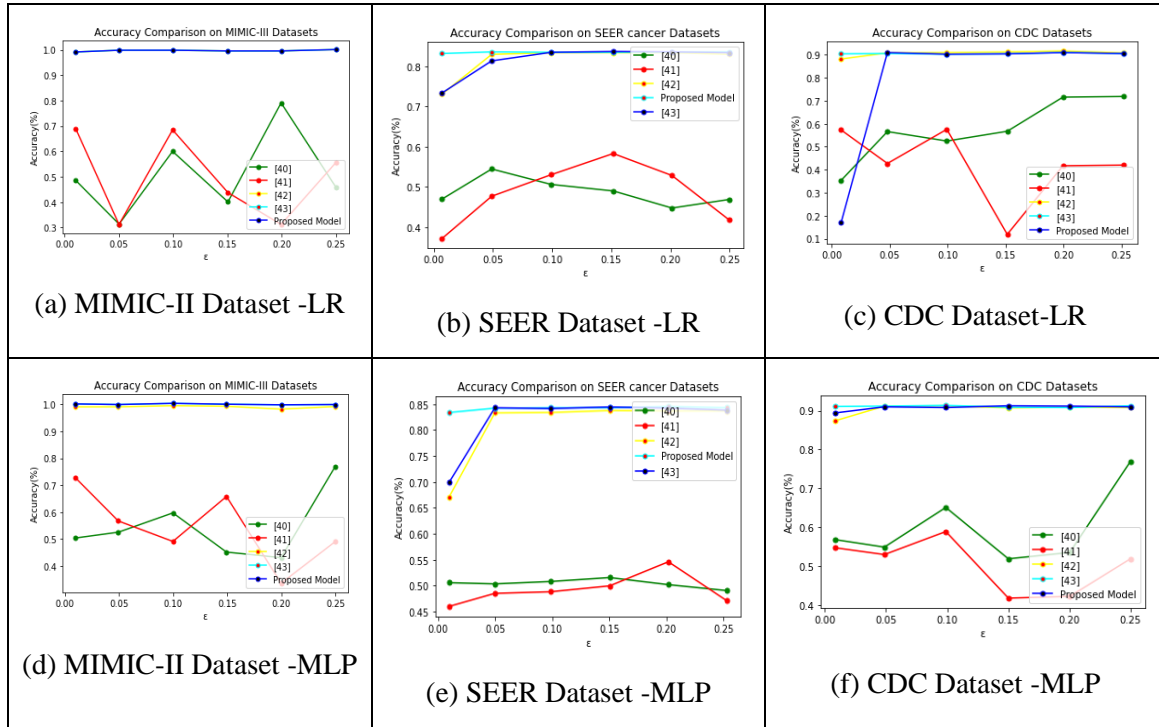 Accuracy Comparison on MIMIC-III Datasets
1.0
0.9
0.8
0.7
0.6
0.5
0.4
0.3
Accuracy(%)
[40]
[41]
[42]
[43]
Proposed Model
0.00 0.05 0.10 0.15 0.20 0.25
ε
(a) MIMIC-II Dataset -LR
Accuracy Comparison on SEER cancer Datasets
0.8
0.7
0.6
0.5
0.4
Accuracy(%)
[40]
[41]
[42]
Proposed Model
[43]
0.00 0.05 0.10 0.15 0.20 0.25
ε
(b) SEER Dataset -LR
Accuracy Comparison on CDC Datasets
0.9
0.8
0.7
0.6
0.5
0.4
0.3
0.2
0.1
Accuracy(%)
[40]
[41]
[42]
[43]
Proposed Model
0.00 0.05 0.10 0.15 0.20 0.25
ε
(c) CDC Dataset-LR
Accuracy Comparison on MIMIC-III Datasets
1.0
0.9
0.8
0.7
0.6
0.5
0.4
Accuracy(%)
[40]
[41]
[42]
[43]
Proposed Model
0.00 0.05 0.10 0.15 0.20 0.25
ε
(d) MIMIC-II Dataset -MLP
Accuracy Comparison on SEER cancer Datasets
0.85
0.80
0.75
0.70
0.65
0.60
0.55
0.50
0.45
Accuracy(%)
[40]
[41]
[42]
Proposed Model
[43]
0.00 0.05 0.10 0.15 0.20 0.25
ε
(e) SEER Dataset -MLP
Accuracy Comparison on CDC Datasets
0.9
0.8
0.7
0.6
0.5
0.4
Accuracy(%)
[40]
[41]
[42]
[43]
Proposed Model
0.00 0.05 0.10 0.15 0.20 0.25
ε
(f) CDC Dataset -MLP